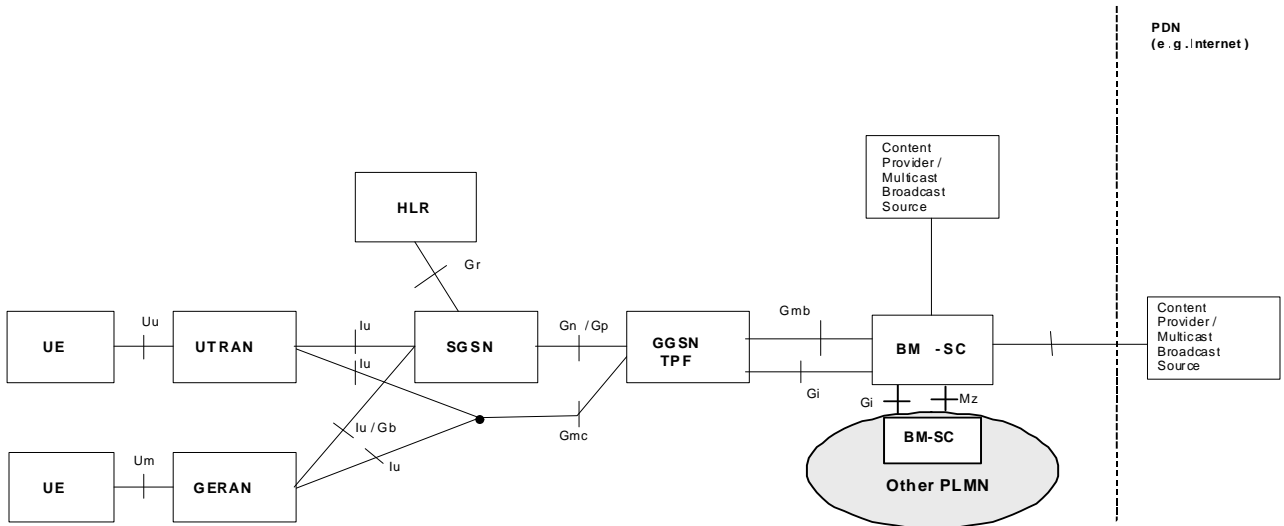 PDN
(e.g.Internet)
Content
Provider /
Multicast
Broadcast
Source
HLR
Gr
Gmb
Content
Provider /
Multicast
Broadcast
Source
Uu
Iu
Gn / Gp
UE
UTRAN
SGSN
GGSN
TPF
BM -SC
Iu
Gi
Gi
Mz
Iu / Gb
Gmc
BM-SC
Um
Iu
UE
GERAN
Other PLMN